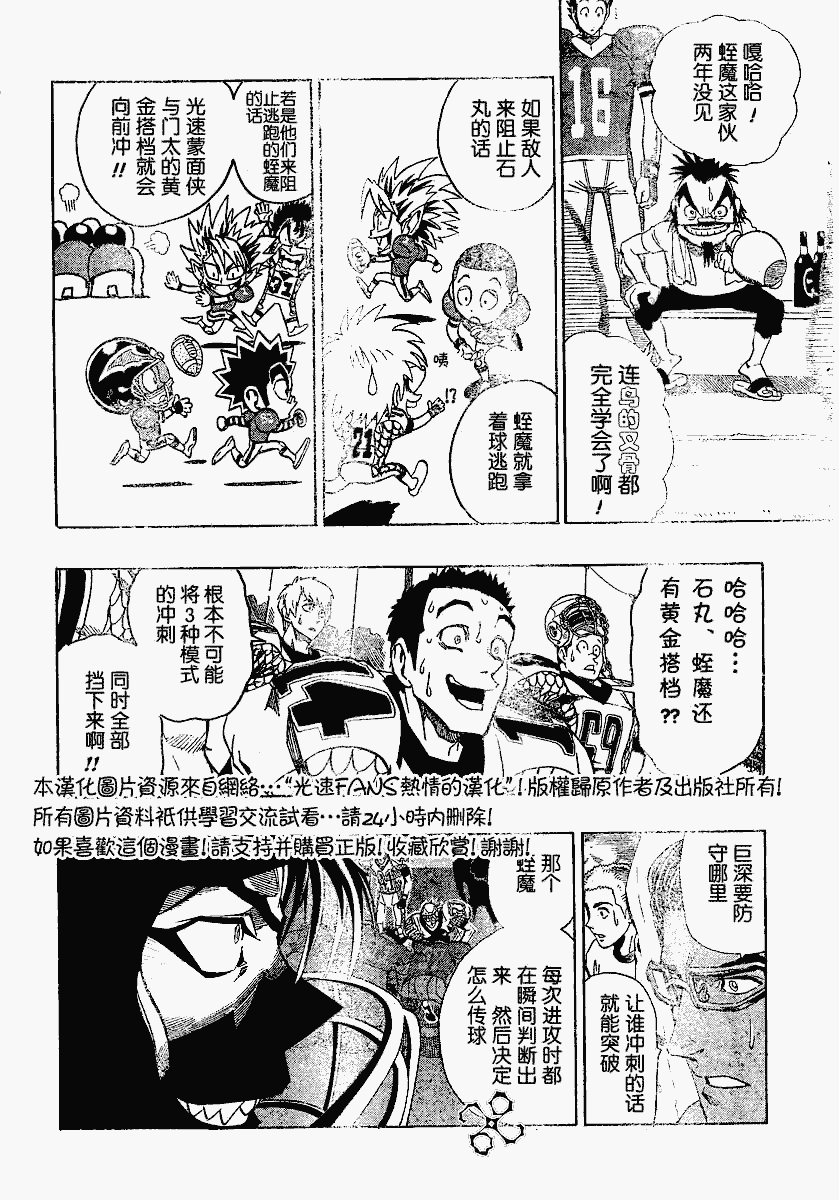 嘎哈哈！
蛭魔这家伙
两年没见
连鸟的叉骨都
完全学会了啊！
16
如果敌人
来阻止石
丸的话
咦
!?
71
蛭魔就拿
着球逃跑
若是他们来阻
止逃跑的蛭魔
的话
光速蒙面侠
与门太的黄
金搭档就会
向前冲！！
31
哈哈哈…
石丸、蛭魔还
有黄金搭档??
69
根本不可能
将3种模式
的冲刺
同时全部
挡下来啊！！
本漢化圖片資源來自網絡…“光速FANS熱情的漢化”!版權歸原作者及出版社所有!
所有圖片資料祇供學習交流試看…請24小時内刪除!
如果喜歡這個漫畫!請支持并購買正版!收藏欣賞!謝謝!
巨深要防
守哪里
让谁冲刺的话
就能突破
那个
蛭魔
每次进攻时都
在瞬间判断出
来 然后决定
怎么传球